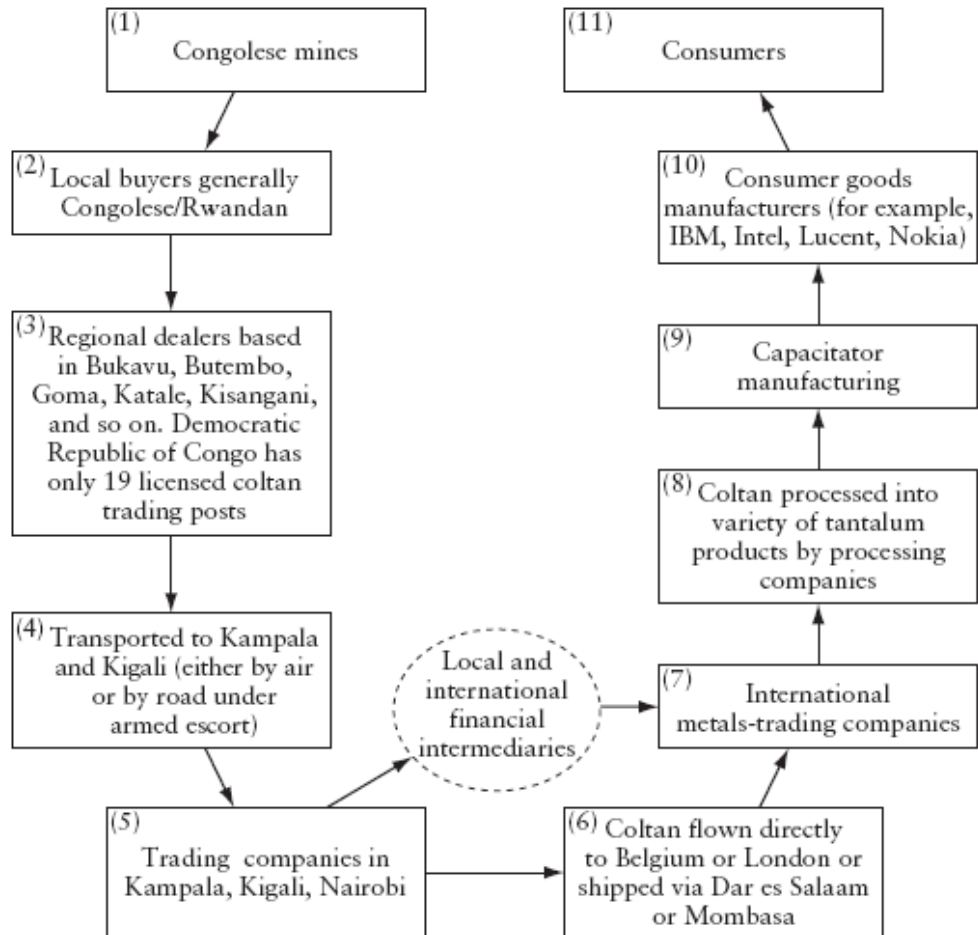 (1)
Congolese mines
(2)
Local buyers generally
Congolese/Rwandan
(3)
Regional dealers based
in Bukavu, Butembo,
Goma, Katale, Kisangani,
and so on. Democratic
Republic of Congo has
only 19 licensed coltan
trading posts
(4)
Transported to Kampala
and Kigali (either by air
or by road under
armed escort)
(5)
Trading companies in
Kampala, Kigali, Nairobi
Local and
international
financial
intermediaries
(6)
Coltan flown directly
to Belgium or London or
shipped via Dar es Salaam
or Mombasa
(7)
International
metals-trading companies
(8)
Coltan processed into
variety of tantalum
products by processing
companies
(9)
Capacitator
manufacturing
(10)
Consumer goods
manufacturers (for example,
IBM, Intel, Lucent, Nokia)
(11)
Consumers